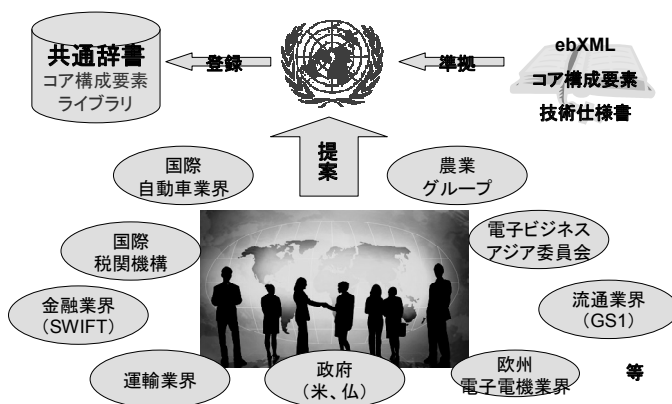 共通辞書
コア構成要素
ライブラリ
登録
準拠
ebXML
コア構成要素
技術仕様書
提案
国際
自動車業界
農業
グループ
国際
税関機構
電子ビジネス
アジア委員会
金融業界
(SWIFT)
流通業界
(GS1)
運輸業界
政府
(米、仏)
欧州
電子電機業界
等